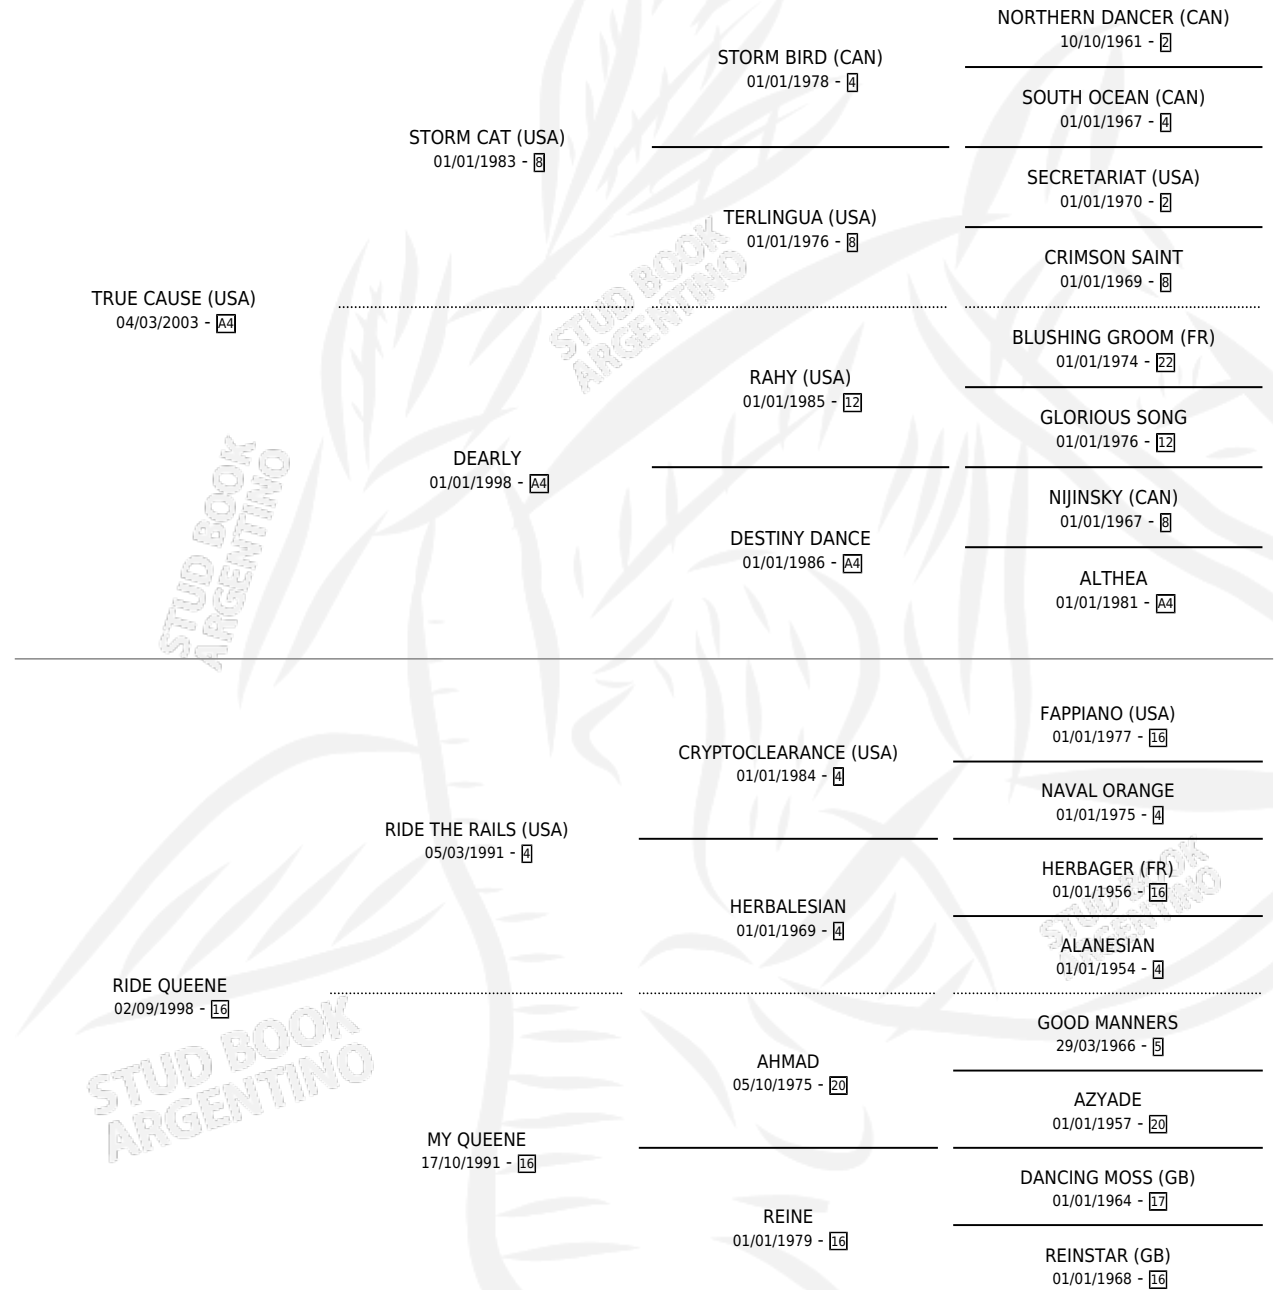 NORTHERN DANCER (CAN)
10/10/1961 - 2
STORM BIRD (CAN)
01/01/1978 - 4
SOUTH OCEAN (CAN)
01/01/1967 - 4
STORM CAT (USA)
01/01/1983 - 8
SECRETARIAT (USA)
01/01/1970 - 2
TERLINGUA (USA)
01/01/1976 - 8
CRIMSON SAINT
01/01/1969 - 8
TRUE CAUSE (USA)
04/03/2003 - A4
STUD BOOK
ARGENTINO
BLUSHING GROOM (FR)
01/01/1974 - 22
RAHY (USA)
01/01/1985 - 12
GLORIOUS SONG
01/01/1976 - 12
DEARLY
01/01/1998 - A4
NIJINSKY (CAN)
01/01/1967 - 8
DESTINY DANCE
01/01/1986 - A4
ALTHEA
01/01/1981 - A4
STUD BOOK
ARGENTINO
FAPPIANO (USA)
01/01/1977 - 16
CRYPTOCLEARANCE (USA)
01/01/1984 - 4
NAVAL ORANGE
01/01/1975 - 4
RIDE THE RAILS (USA)
05/03/1991 - 4
HERBAGER (FR)
01/01/1956 - 16
HERBALESIAN
01/01/1969 - 4
STUD BOOK
ARGENTINO
ALANESIAN
01/01/1954 - 4
RIDE QUEENE
02/09/1998 - 16
GOOD MANNERS
29/03/1966 - 5
AHMAD
05/10/1975 - 20
STUD BOOK
ARGENTINO
AZYADE
01/01/1957 - 20
MY QUEENE
17/10/1991 - 16
DANCING MOSS (GB)
01/01/1964 - 17
REINE
01/01/1979 - 16
REINSTAR (GB)
01/01/1968 - 16